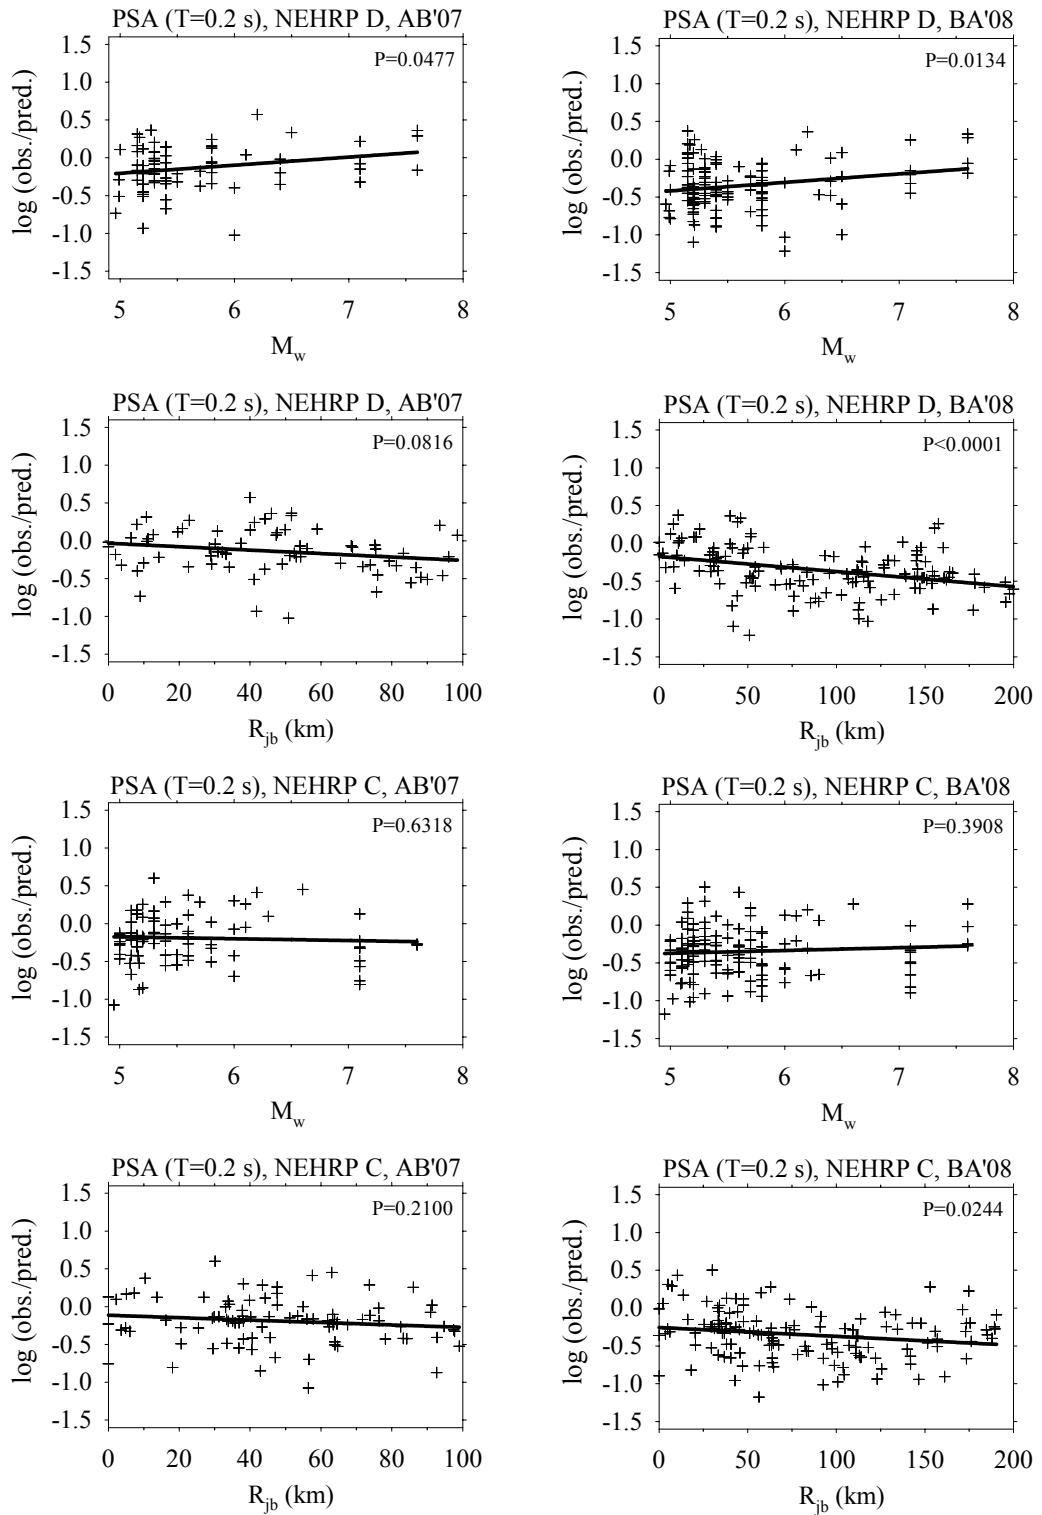 PSA (T=0.2 s), NEHRP D, AB'07
P=0.0477
log (obs./pred.)
1.5
1.0
0.5
0.0
-0.5
-1.0
-1.5
5 6 7 8
M_w
PSA (T=0.2 s), NEHRP D, BA'08
P=0.0134
log (obs./pred.)
1.5
1.0
0.5
0.0
-0.5
-1.0
-1.5
5 6 7 8
M_w
PSA (T=0.2 s), NEHRP D, AB'07
P=0.0816
log (obs./pred.)
1.5
1.0
0.5
0.0
-0.5
-1.0
-1.5
0 20 40 60 80 100
R_jb (km)
PSA (T=0.2 s), NEHRP D, BA'08
P<0.0001
log (obs./pred.)
1.5
1.0
0.5
0.0
-0.5
-1.0
-1.5
0 50 100 150 200
R_jb (km)
PSA (T=0.2 s), NEHRP C, AB'07
P=0.6318
log (obs./pred.)
1.5
1.0
0.5
0.0
-0.5
-1.0
-1.5
5 6 7 8
M_w
PSA (T=0.2 s), NEHRP C, BA'08
P=0.3908
log (obs./pred.)
1.5
1.0
0.5
0.0
-0.5
-1.0
-1.5
5 6 7 8
M_w
PSA (T=0.2 s), NEHRP C, AB'07
P=0.2100
log (obs./pred.)
1.5
1.0
0.5
0.0
-0.5
-1.0
-1.5
0 20 40 60 80 100
R_jb (km)
PSA (T=0.2 s), NEHRP C, BA'08
P=0.0244
log (obs./pred.)
1.5
1.0
0.5
0.0
-0.5
-1.0
-1.5
0 50 100 150 200
R_jb (km)